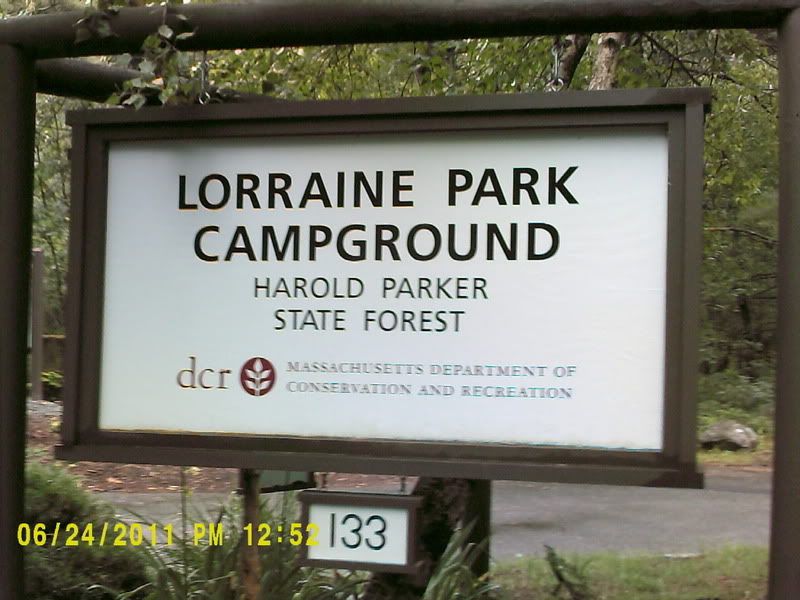 LORRAINE PARK
CAMPGROUND
HAROLD PARKER
STATE FOREST
dcr
MASSACHUSETTS DEPARTMENT OF
CONSERVATION AND RECREATION
133
06/24/2011 PM 12:52